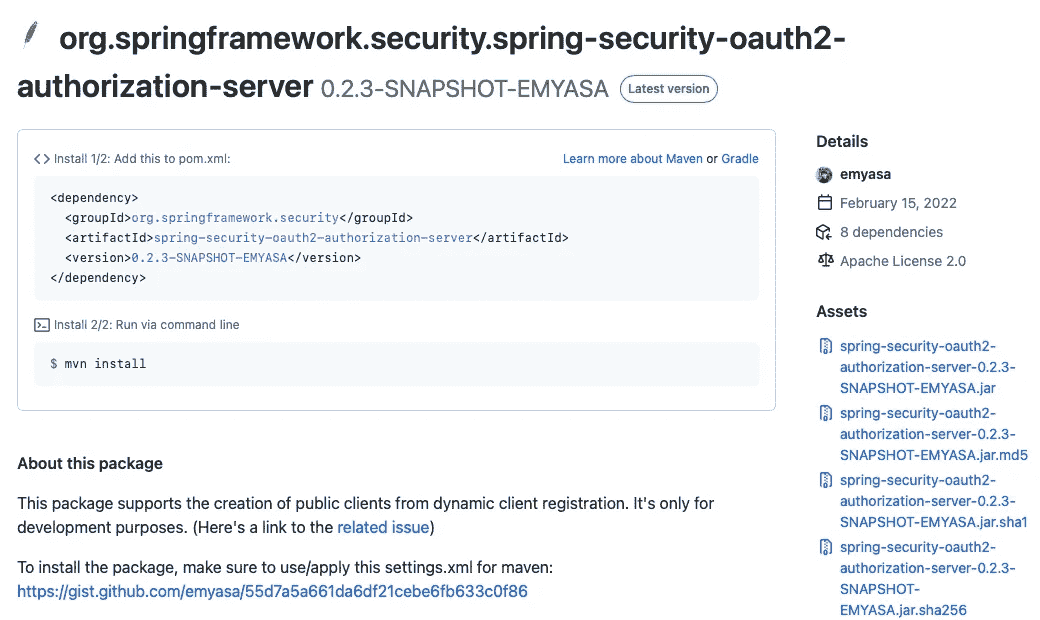 org.springframework.security.spring-security-oauth2-
authorization-server 0.2.3-SNAPSHOT-EMYASA Latest version
Install 1/2: Add this to pom.xml: Learn more about Maven or Gradle
<dependency>
<groupId>org.springframework.security</groupId>
<artifactId>spring-security-oauth2-authorization-server</artifactId>
<version>0.2.3-SNAPSHOT-EMYASA</version>
</dependency>
Install 2/2: Run via command line
$ mvn install
About this package
This package supports the creation of public clients from dynamic client registration. It's only for
development purposes. (Here's a link to the related issue)
To install the package, make sure to use/apply this settings.xml for maven:
https://gist.github.com/emyasa/55d7a5a661da6df21cebe6fb633c0f86
Details
emyasa
February 15, 2022
8 dependencies
Apache License 2.0
Assets
spring-security-oauth2-
authorization-server-0.2.3-
SNAPSHOT-EMYASA.jar
spring-security-oauth2-
authorization-server-0.2.3-
SNAPSHOT-EMYASA.jar.md5
spring-security-oauth2-
authorization-server-0.2.3-
SNAPSHOT-EMYASA.jar.sha1
spring-security-oauth2-
authorization-server-0.2.3-
SNAPSHOT-
EMYASA.jar.sha256